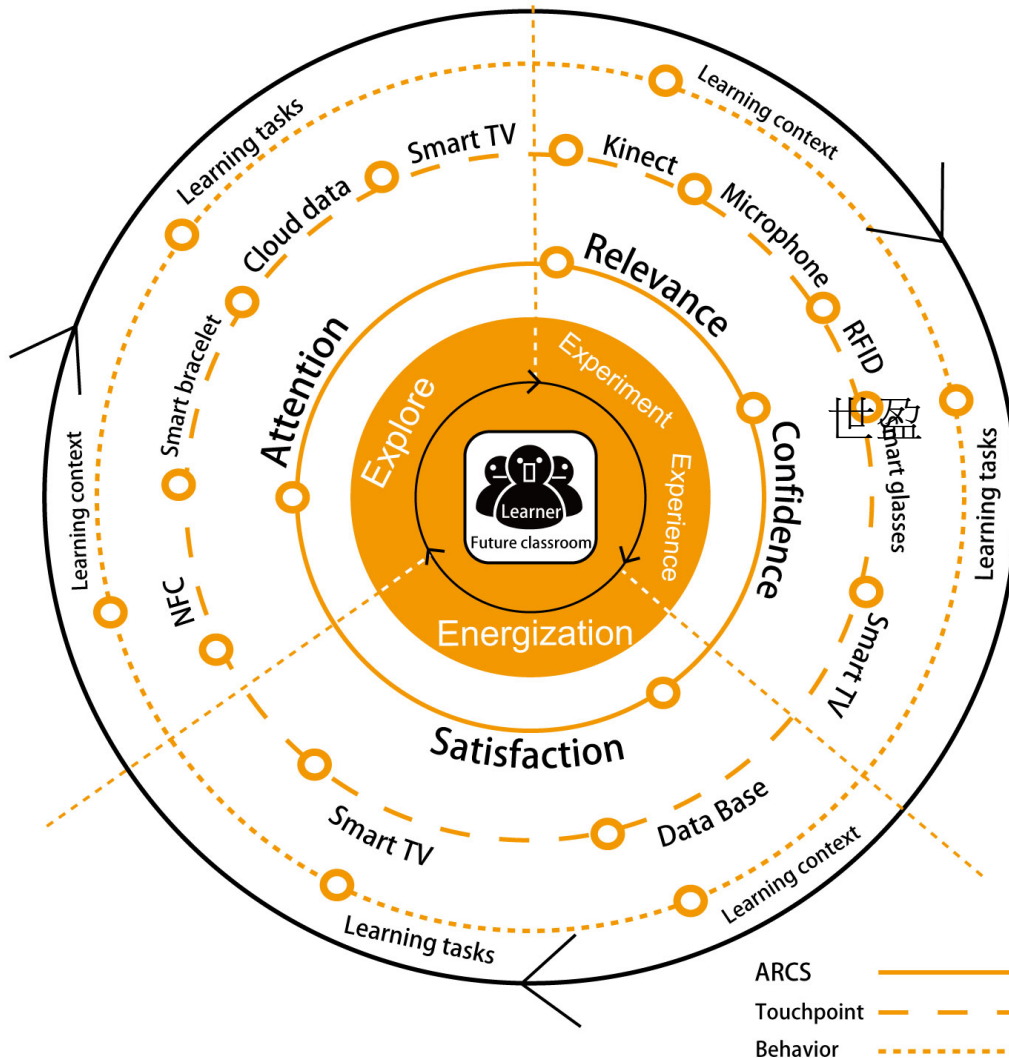 Learning context
Learning tasks
Smart TV
Kinect
Microphone
Cloud data
Relevance
RFID
Smart bracelet
Attention
Experiment
Explore
世盈
Smart glasses
Confidence
Learning tasks
Learning context
Experience
Learner
Future classroom
NFC
Energization
Smart TV
Satisfaction
Data Base
Smart TV
Learning context
Learning tasks
ARCS
Touchpoint
Behavior